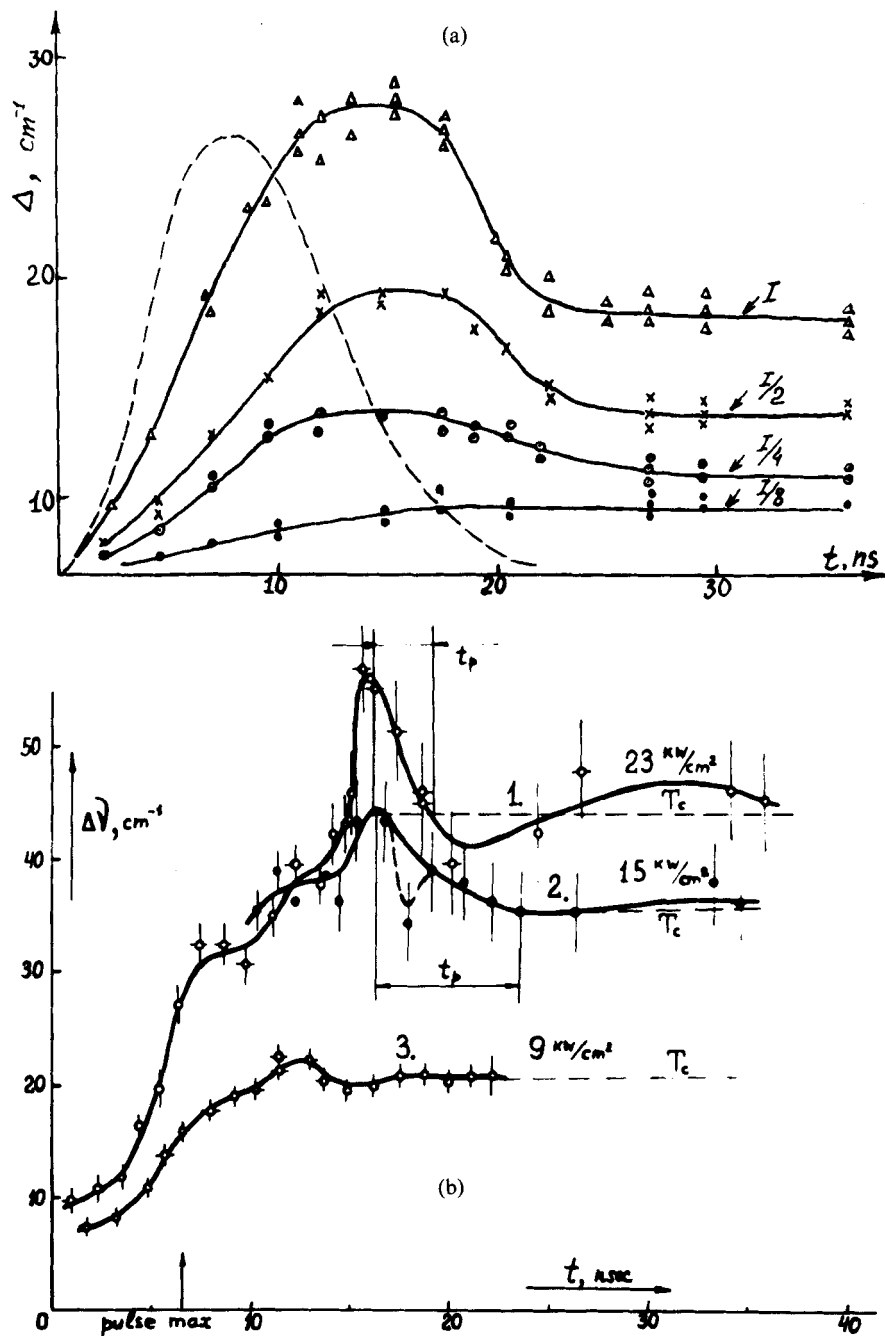 (a)
30
Δ, cm⁻¹
20
I
I/2
I/4
10
I/8
t, ns
10
20
30
t_p
50
23 KW/cm²
1.
T_c
Δν̃, cm⁻¹
40
15 KW/cm²
2.
T_c
30
t_p
3.
9 KW/cm²
T_c
20
(b)
10
t, nsec
0
pulse max
10
20
30
40